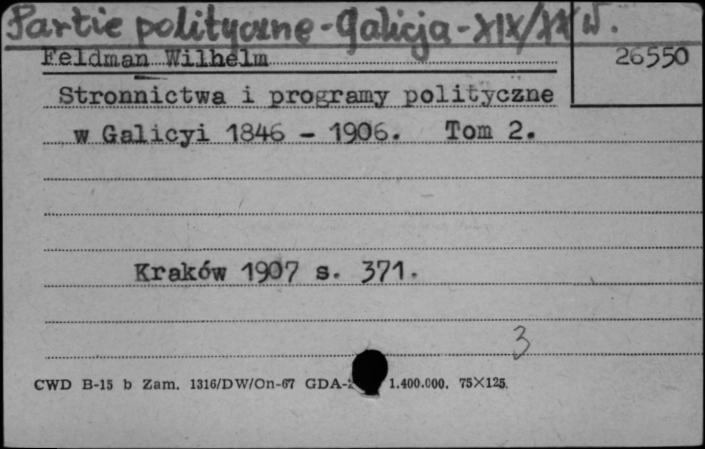 Partie polityczne - Galicja - XIX/XX w.
Feldman Wilhelm
26550
Stronnictwa i programy polityczne
w Galicyi 1846 - 1906. Tom 2.
Kraków 1907 s. 371.
3
CWD B-15 b Zam. 1316/DW/On-67 GDA- 1.400.000. 75×125.